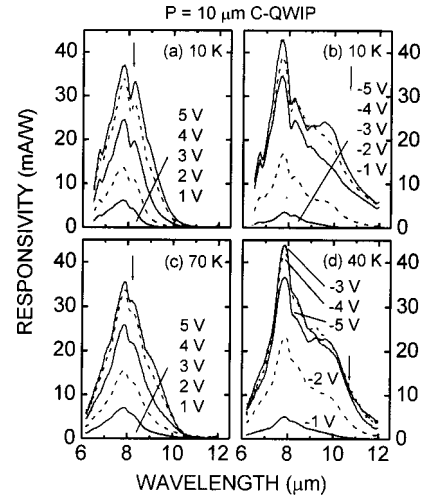 P = 10 μm C-QWIP
RESPONSIVITY (mA/W)
(a) 10 K
40
30
20
10
0
5 V
4 V
3 V
2 V
1 V
(b) 10 K
40
30
20
10
0
-5 V
-4 V
-3 V
-2 V
-1 V
(c) 70 K
40
30
20
10
0
5 V
4 V
3 V
2 V
1 V
(d) 40 K
40
30
20
10
0
-3 V
-4 V
-5 V
-2 V
-1 V
6 8 10 6 8 10 12
WAVELENGTH (μm)